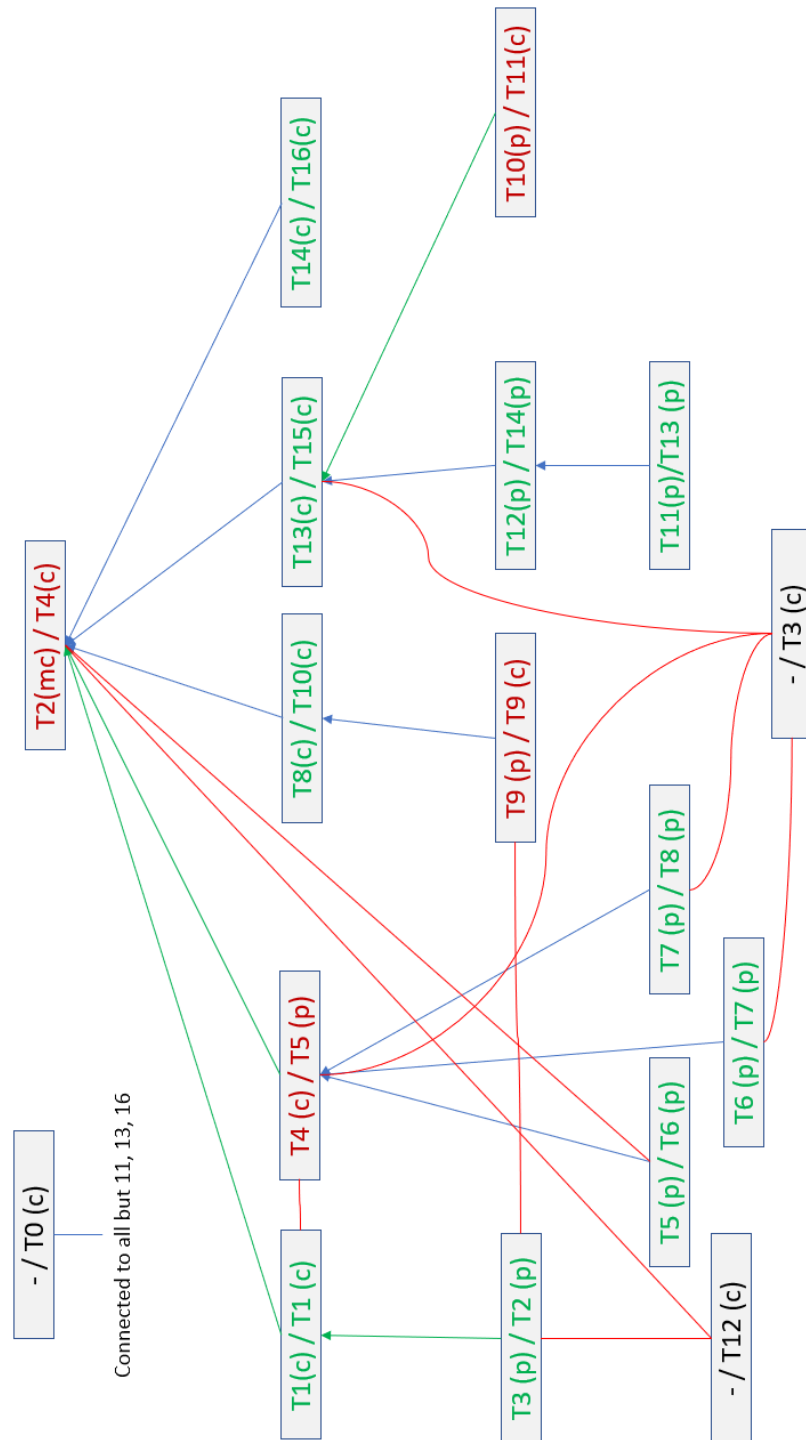 - / T0 (c)
Connected to all but 11, 13, 16
T2(mc) / T4(c)
T1(c) / T1 (c)
T4 (c) / T5 (p)
T8(c) / T10(c)
T13(c) / T15(c)
T14(c) / T16(c)
T3 (p) / T2 (p)
T9 (p) / T9 (c)
T12(p) / T14(p)
T10(p) / T11(c)
T5 (p) / T6 (p)
T7 (p) / T8 (p)
T11(p)/T13 (p)
T6 (p) / T7 (p)
- / T12 (c)
- / T3 (c)